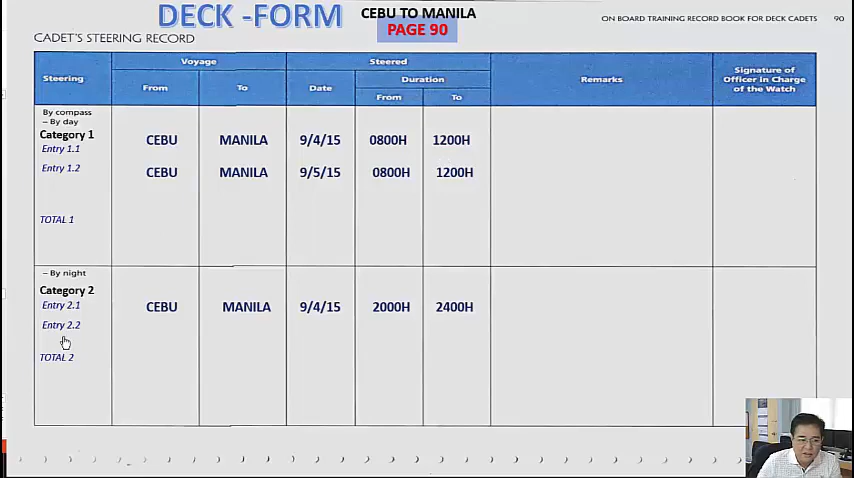 DECK -FORM
CEBU TO MANILA
PAGE 90
ON BOARD TRAINING RECORD BOOK FOR DECK CADETS 90
CADET'S STEERING RECORD
Steering
Voyage
Steered
Remarks
Signature of
Officer in Charge
of the Watch
From
To
Date
Duration
From
To
By compass
– By day
Category 1
Entry 1.1 CEBU MANILA 9/4/15 0800H 1200H
Entry 1.2 CEBU MANILA 9/5/15 0800H 1200H
TOTAL 1
– By night
Category 2
Entry 2.1 CEBU MANILA 9/4/15 2000H 2400H
Entry 2.2
TOTAL 2